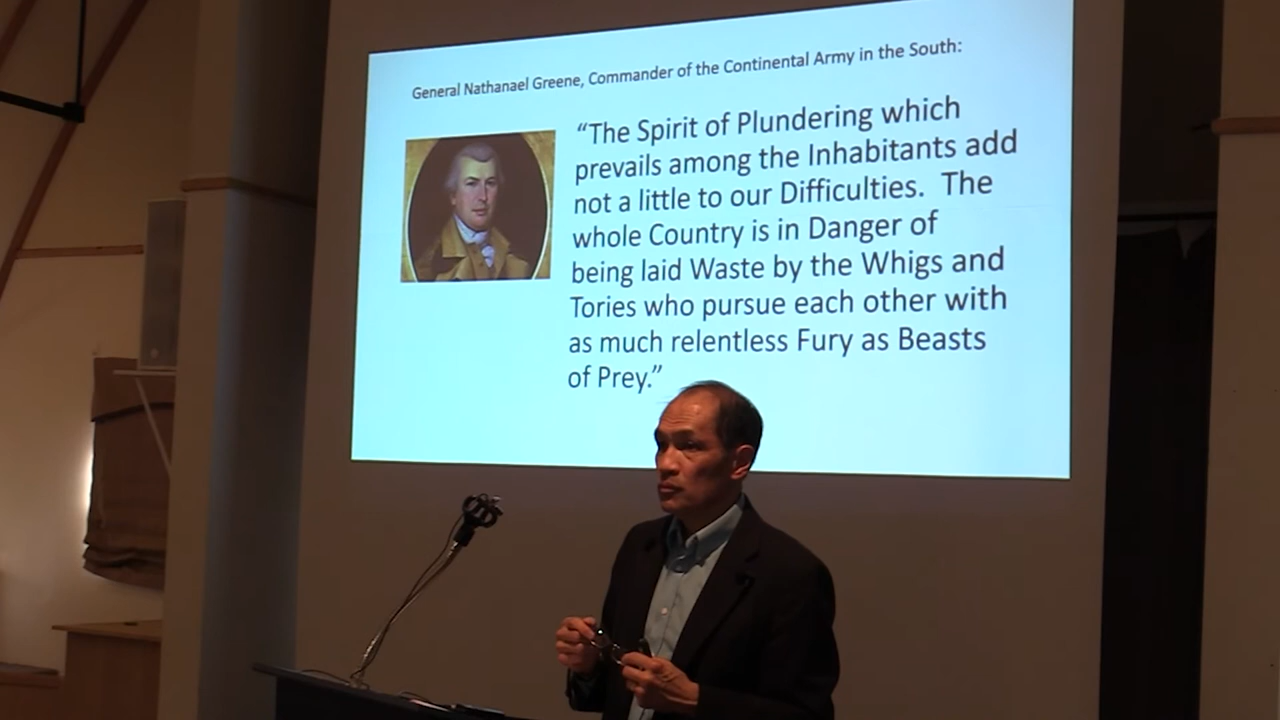 General Nathanael Greene, Commander of the Continental Army in the South:
“The Spirit of Plundering which
prevails among the Inhabitants add
not a little to our Difficulties. The
whole Country is in Danger of
being laid Waste by the Whigs and
Tories who pursue each other with
as much relentless Fury as Beasts
of Prey.”